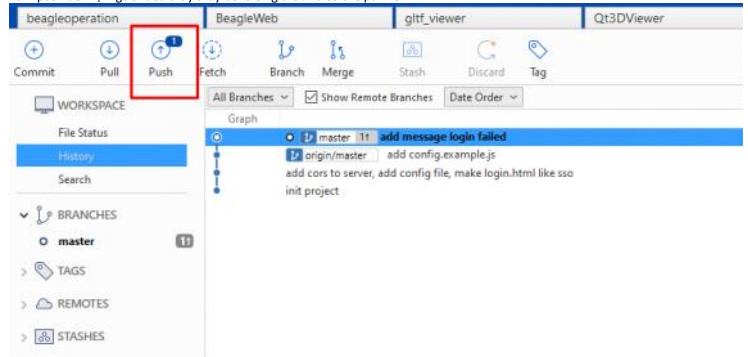 beagleoperation BeagleWeb gltf_viewer Qt3DViewer
1
Commit Pull Push Fetch Branch Merge Stash Discard Tag
WORKSPACE
File Status
History
Search
BRANCHES
master 1↑
TAGS
REMOTES
STASHES
All Branches Show Remote Branches Date Order
Graph
master 1↑ add message login failed
origin/master add config.example.js
add cors to server, add config file, make login.html like sso
init project